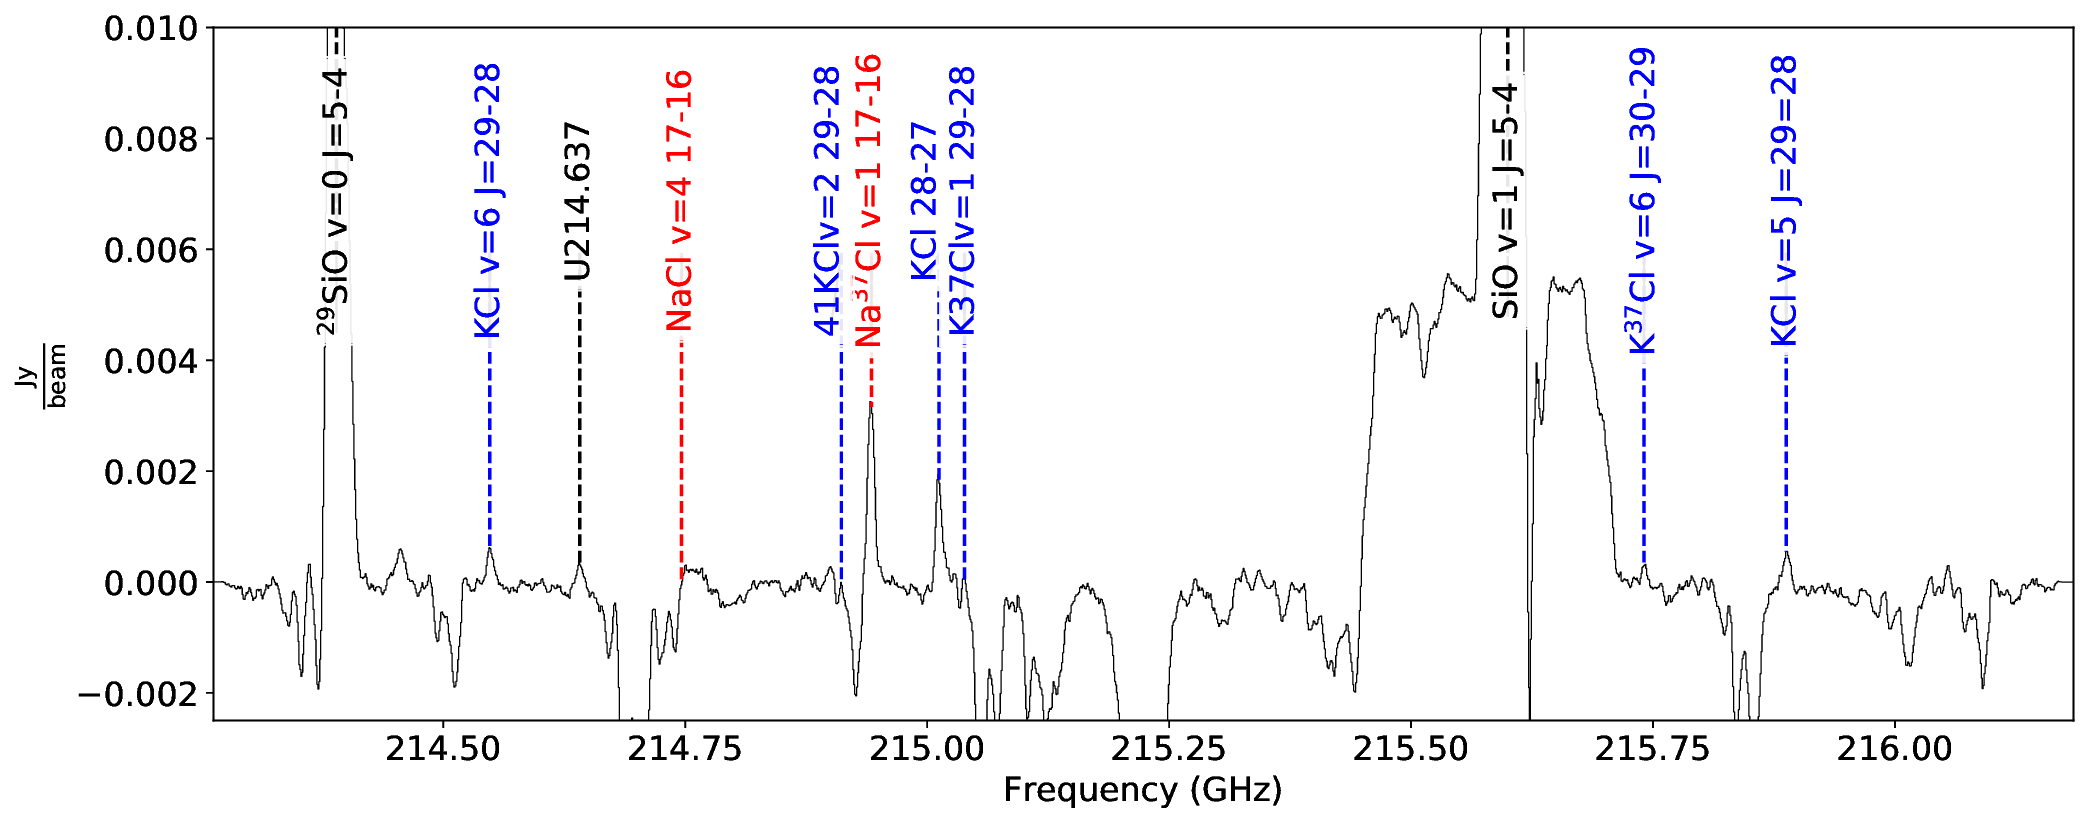 0.010
0.008
0.006
0.004
0.002
0.000
−0.002
Jy
beam
²⁹SiO v=0 J=5-4
KCl v=6 J=29-28
U214.637
NaCl v=4 17-16
41KClv=2 29-28
Na³⁷Cl v=1 17-16
KCl 28-27
K37Clv=1 29-28
SiO v=1 J=5-4
K³⁷Cl v=6 J=30-29
KCl v=5 J=29=28
214.50
214.75
215.00
215.25
215.50
215.75
216.00
Frequency (GHz)